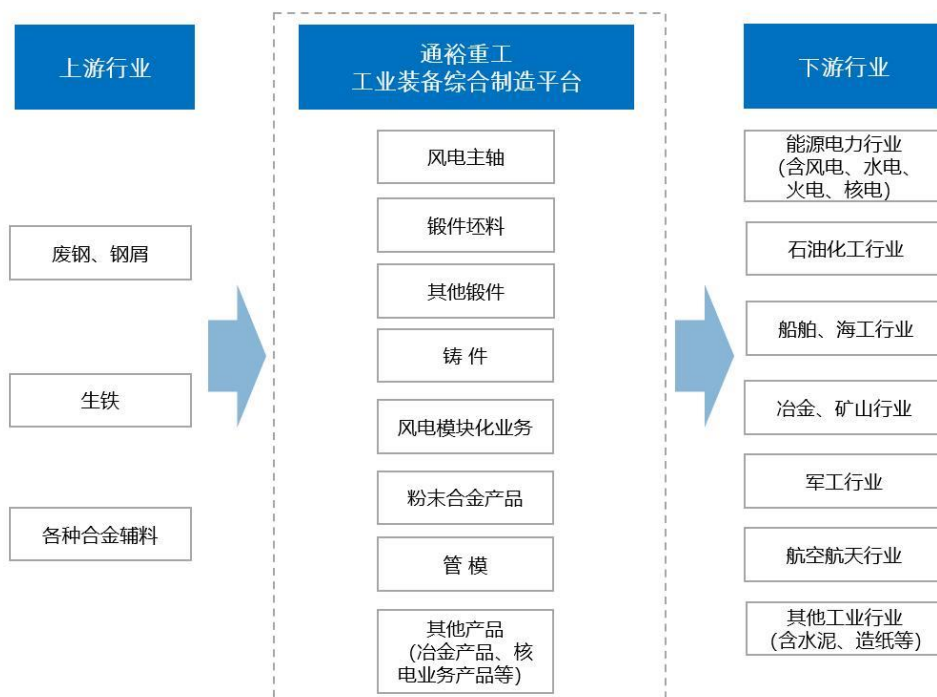 上游行业
废钢、钢屑
生铁
各种合金辅料
通裕重工
工业装备综合制造平台
风电主轴
锻件坯料
其他锻件
铸 件
风电模块化业务
粉末合金产品
管 模
其他产品
(冶金产品、核
电业务产品等)
下游行业
能源电力行业
(含风电、水电、
火电、核电)
石油化工行业
船舶、海工行业
冶金、矿山行业
军工行业
航空航天行业
其他工业行业
(含水泥、造纸等)